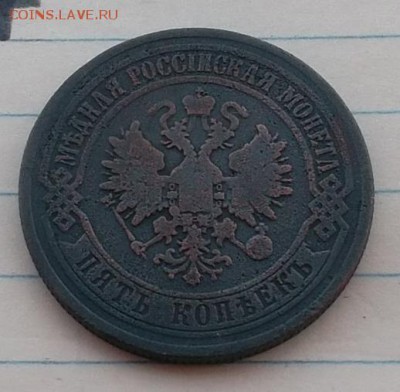 COINS.LAVE.RU
МѢДНАЯ РОССІЙСКАЯ МОНЕТА
ПЯТЬ КОПѢЕКЪ